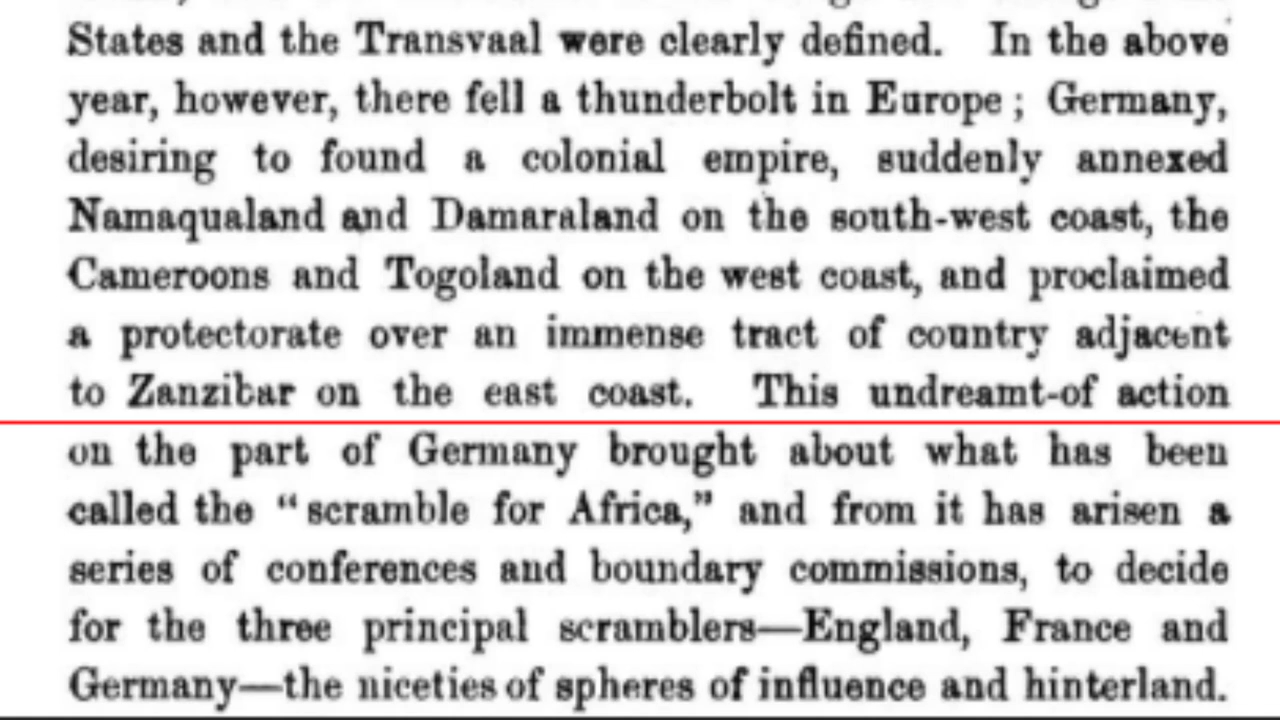 States and the Transvaal were clearly defined. In the above
year, however, there fell a thunderbolt in Europe; Germany,
desiring to found a colonial empire, suddenly annexed
Namaqualand and Damaraland on the south-west coast, the
Cameroons and Togoland on the west coast, and proclaimed
a protectorate over an immense tract of country adjacent
to Zanzibar on the east coast. This undreamt-of action
on the part of Germany brought about what has been
called the “scramble for Africa,” and from it has arisen a
series of conferences and boundary commissions, to decide
for the three principal scramblers—England, France and
Germany—the niceties of spheres of influence and hinterland.